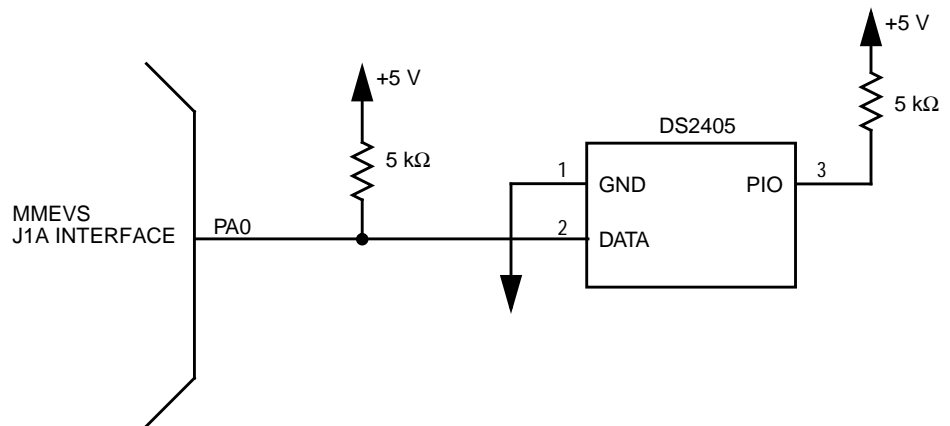 +5 V
+5 V
5 kΩ
DS2405
5 kΩ
1
GND
PIO
3
MMEVS
J1A INTERFACE
PA0
2
DATA